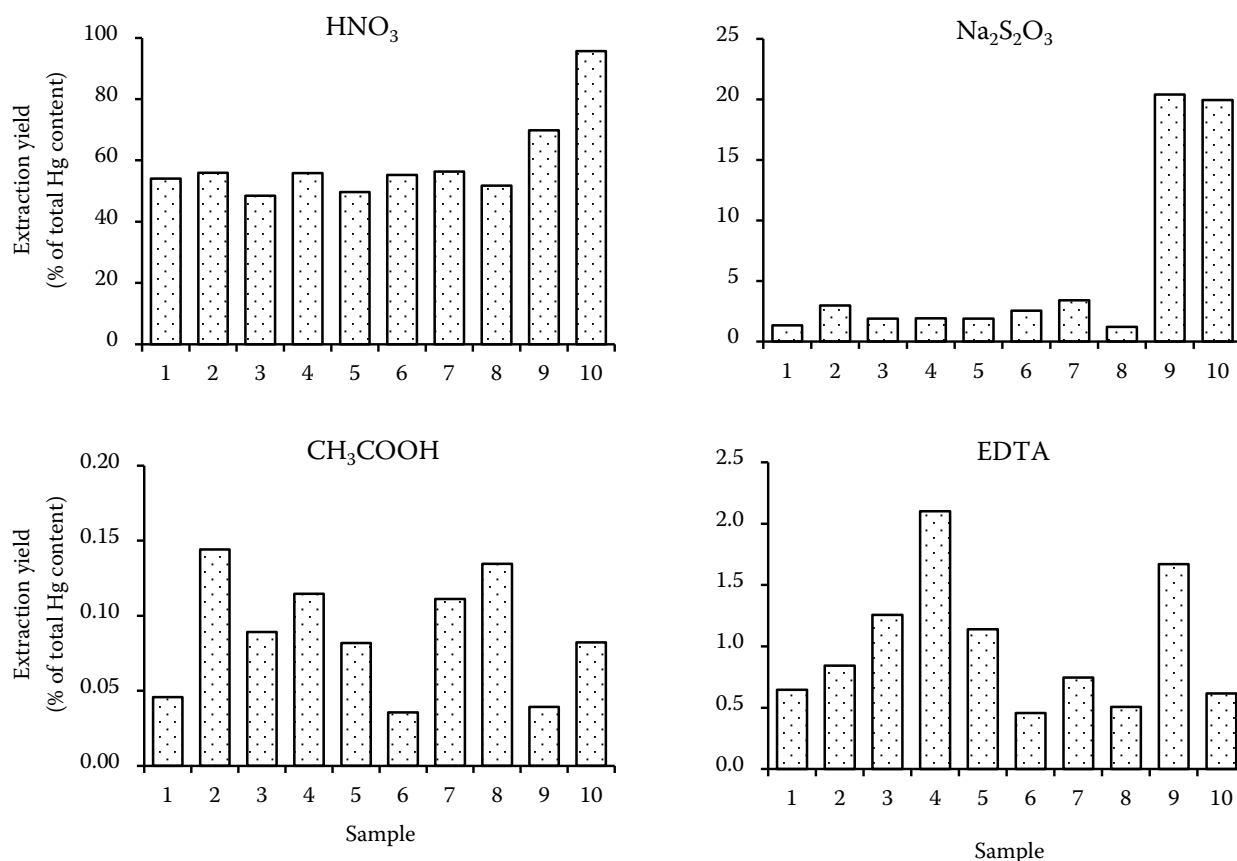 HNO₃
Extraction yield
(% of total Hg content)
100
80
60
40
20
0
1 2 3 4 5 6 7 8 9 10
Na₂S₂O₃
25
20
15
10
5
0
1 2 3 4 5 6 7 8 9 10
CH₃COOH
Extraction yield
(% of total Hg content)
0.20
0.15
0.10
0.05
0.00
1 2 3 4 5 6 7 8 9 10
Sample
EDTA
2.5
2.0
1.5
1.0
0.5
0.0
1 2 3 4 5 6 7 8 9 10
Sample